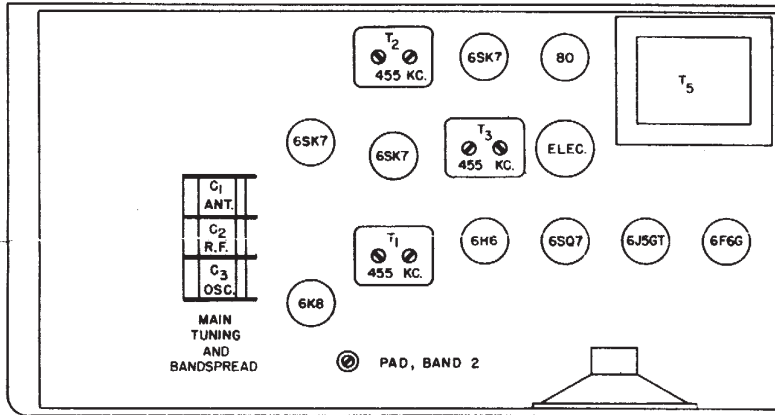 T2
455 KC.
6SK7
80
T5
6SK7
6SK7
T3
455 KC.
ELEC.
C1
ANT.
C2
R.F.
C3
OSC.
T1
455 KC.
6H6
6SQ7
6J5GT
6F6G
6K8
MAIN
TUNING
AND
BANDSPREAD
PAD, BAND 2